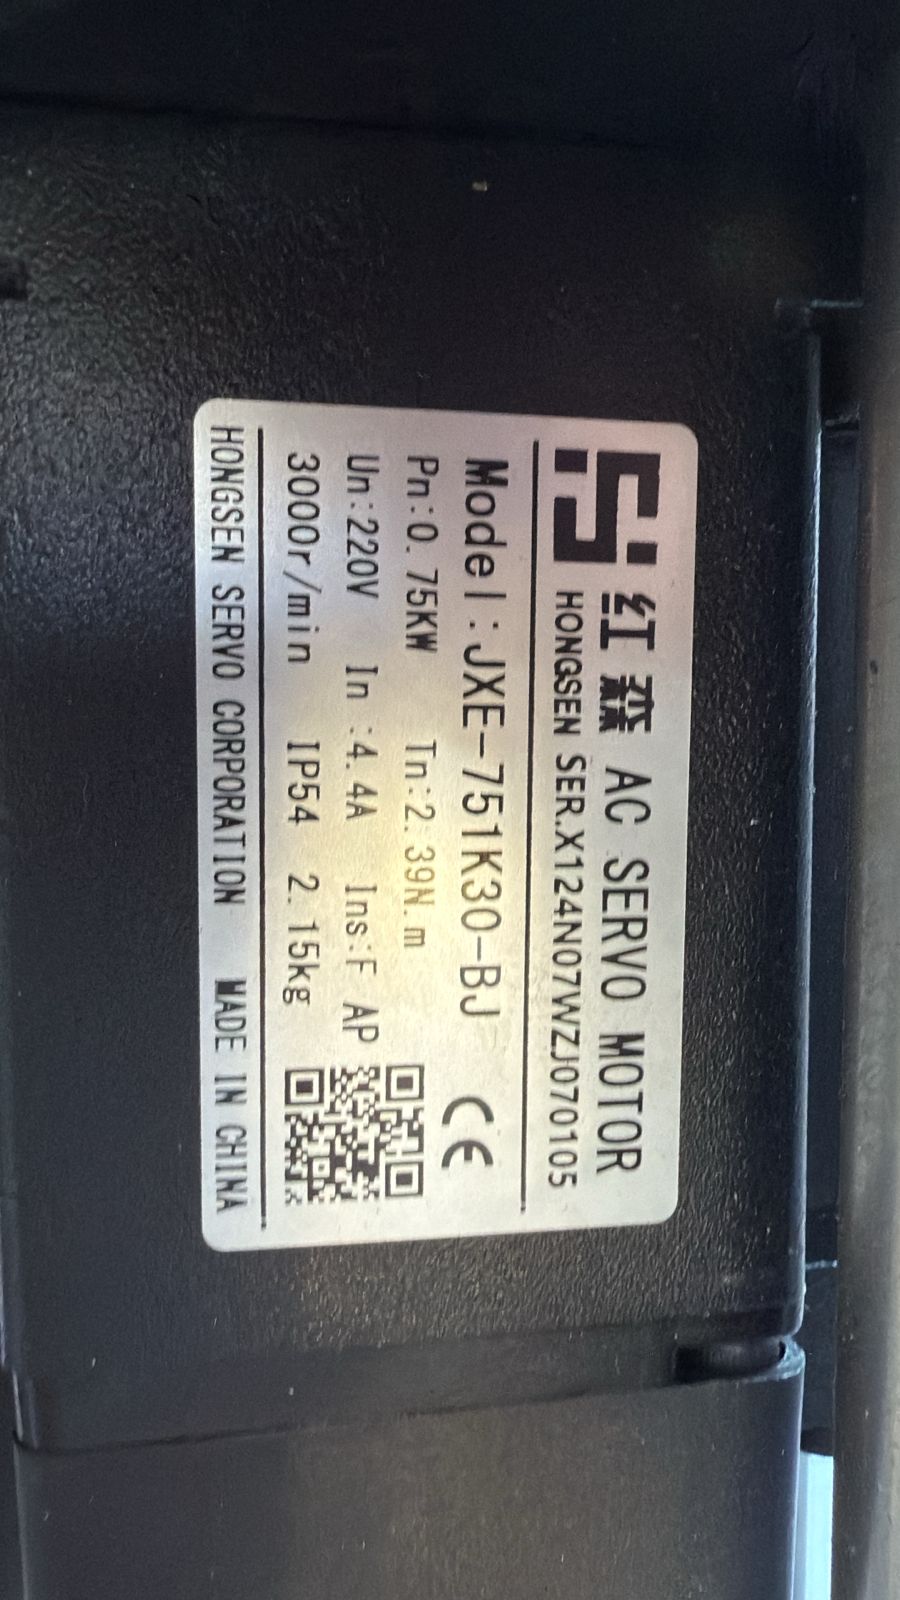 红森 AC SERVO MOTOR
HONGSEN SER.X124N07WZJ070105
Model:JXE-751K30-BJ CE
Pn:0.75KW Tn:2.39N.m
Un:220V In :4.4A Ins:F AP
3000r/min IP54 2.15kg
HONGSEN SERVO CORPORATION MADE IN CHINA